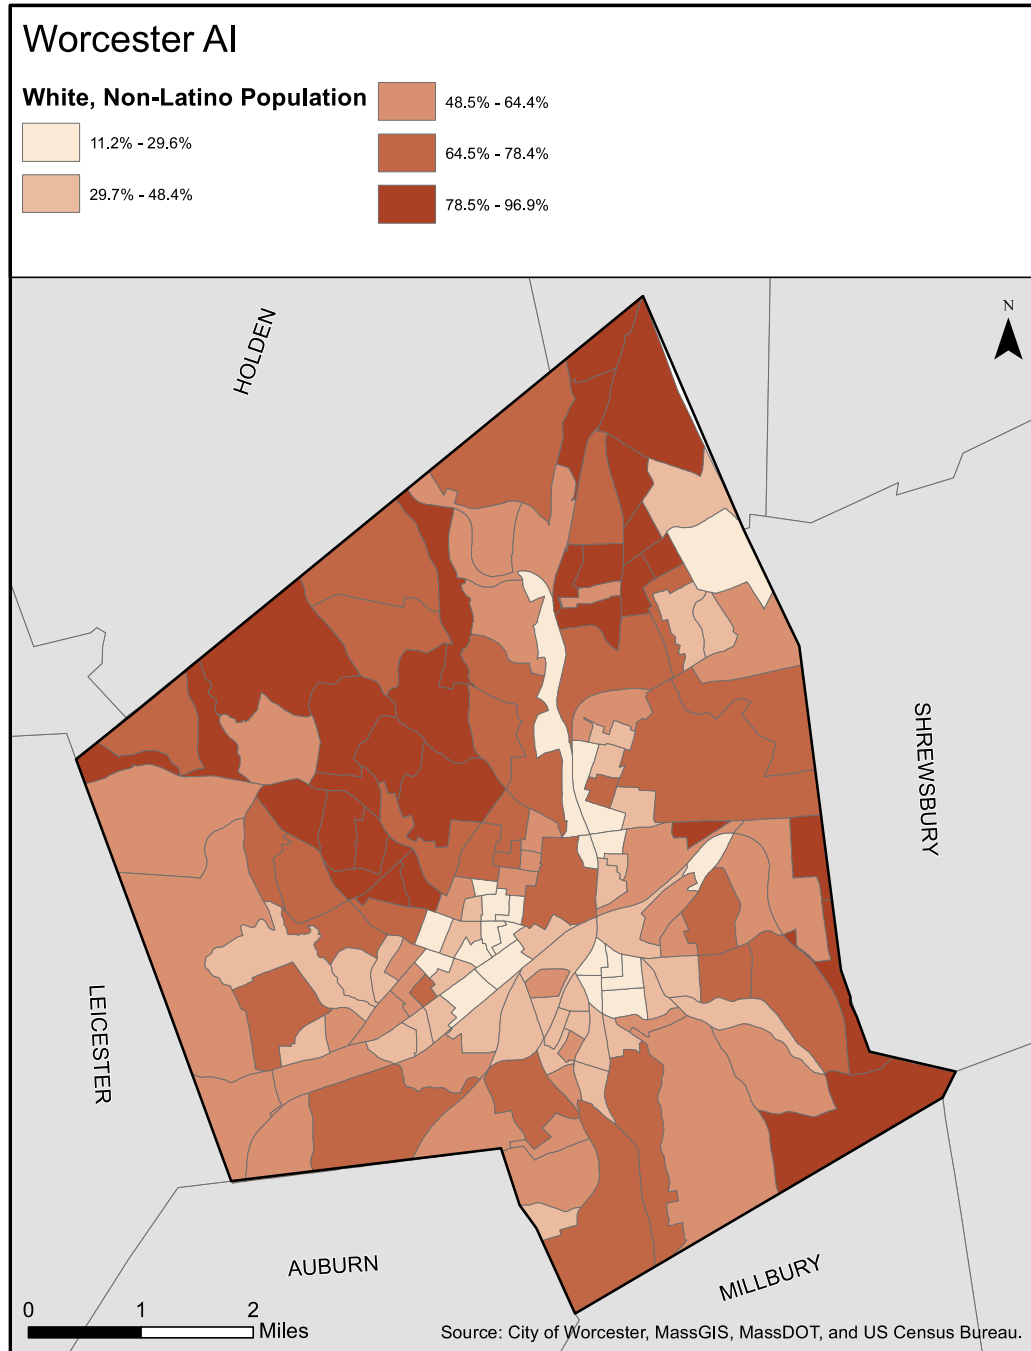 Worcester AI
White, Non-Latino Population
11.2% - 29.6%
29.7% - 48.4%
48.5% - 64.4%
64.5% - 78.4%
78.5% - 96.9%
N
HOLDEN
SHREWSBURY
LEICESTER
AUBURN
MILLBURY
0 1 2
Miles
Source: City of Worcester, MassGIS, MassDOT, and US Census Bureau.